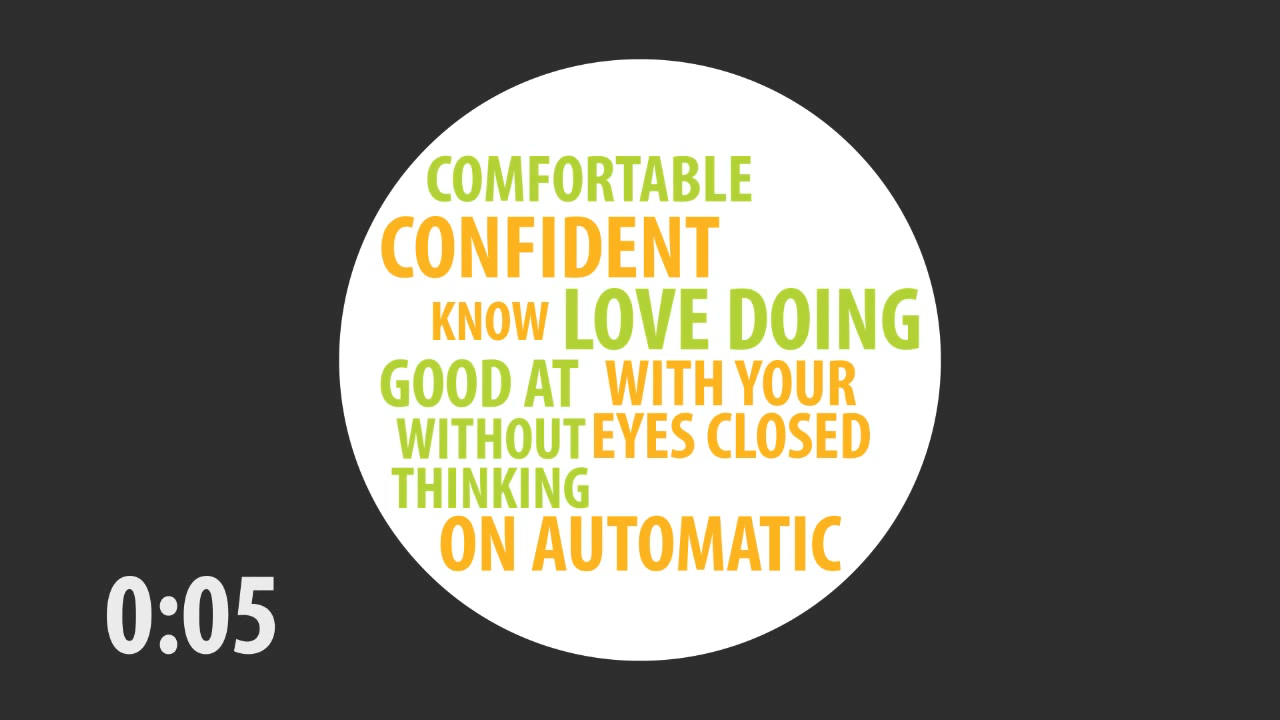 COMFORTABLE
CONFIDENT
KNOW LOVE DOING
GOOD AT WITH YOUR
WITHOUT EYES CLOSED
THINKING
ON AUTOMATIC
0:05